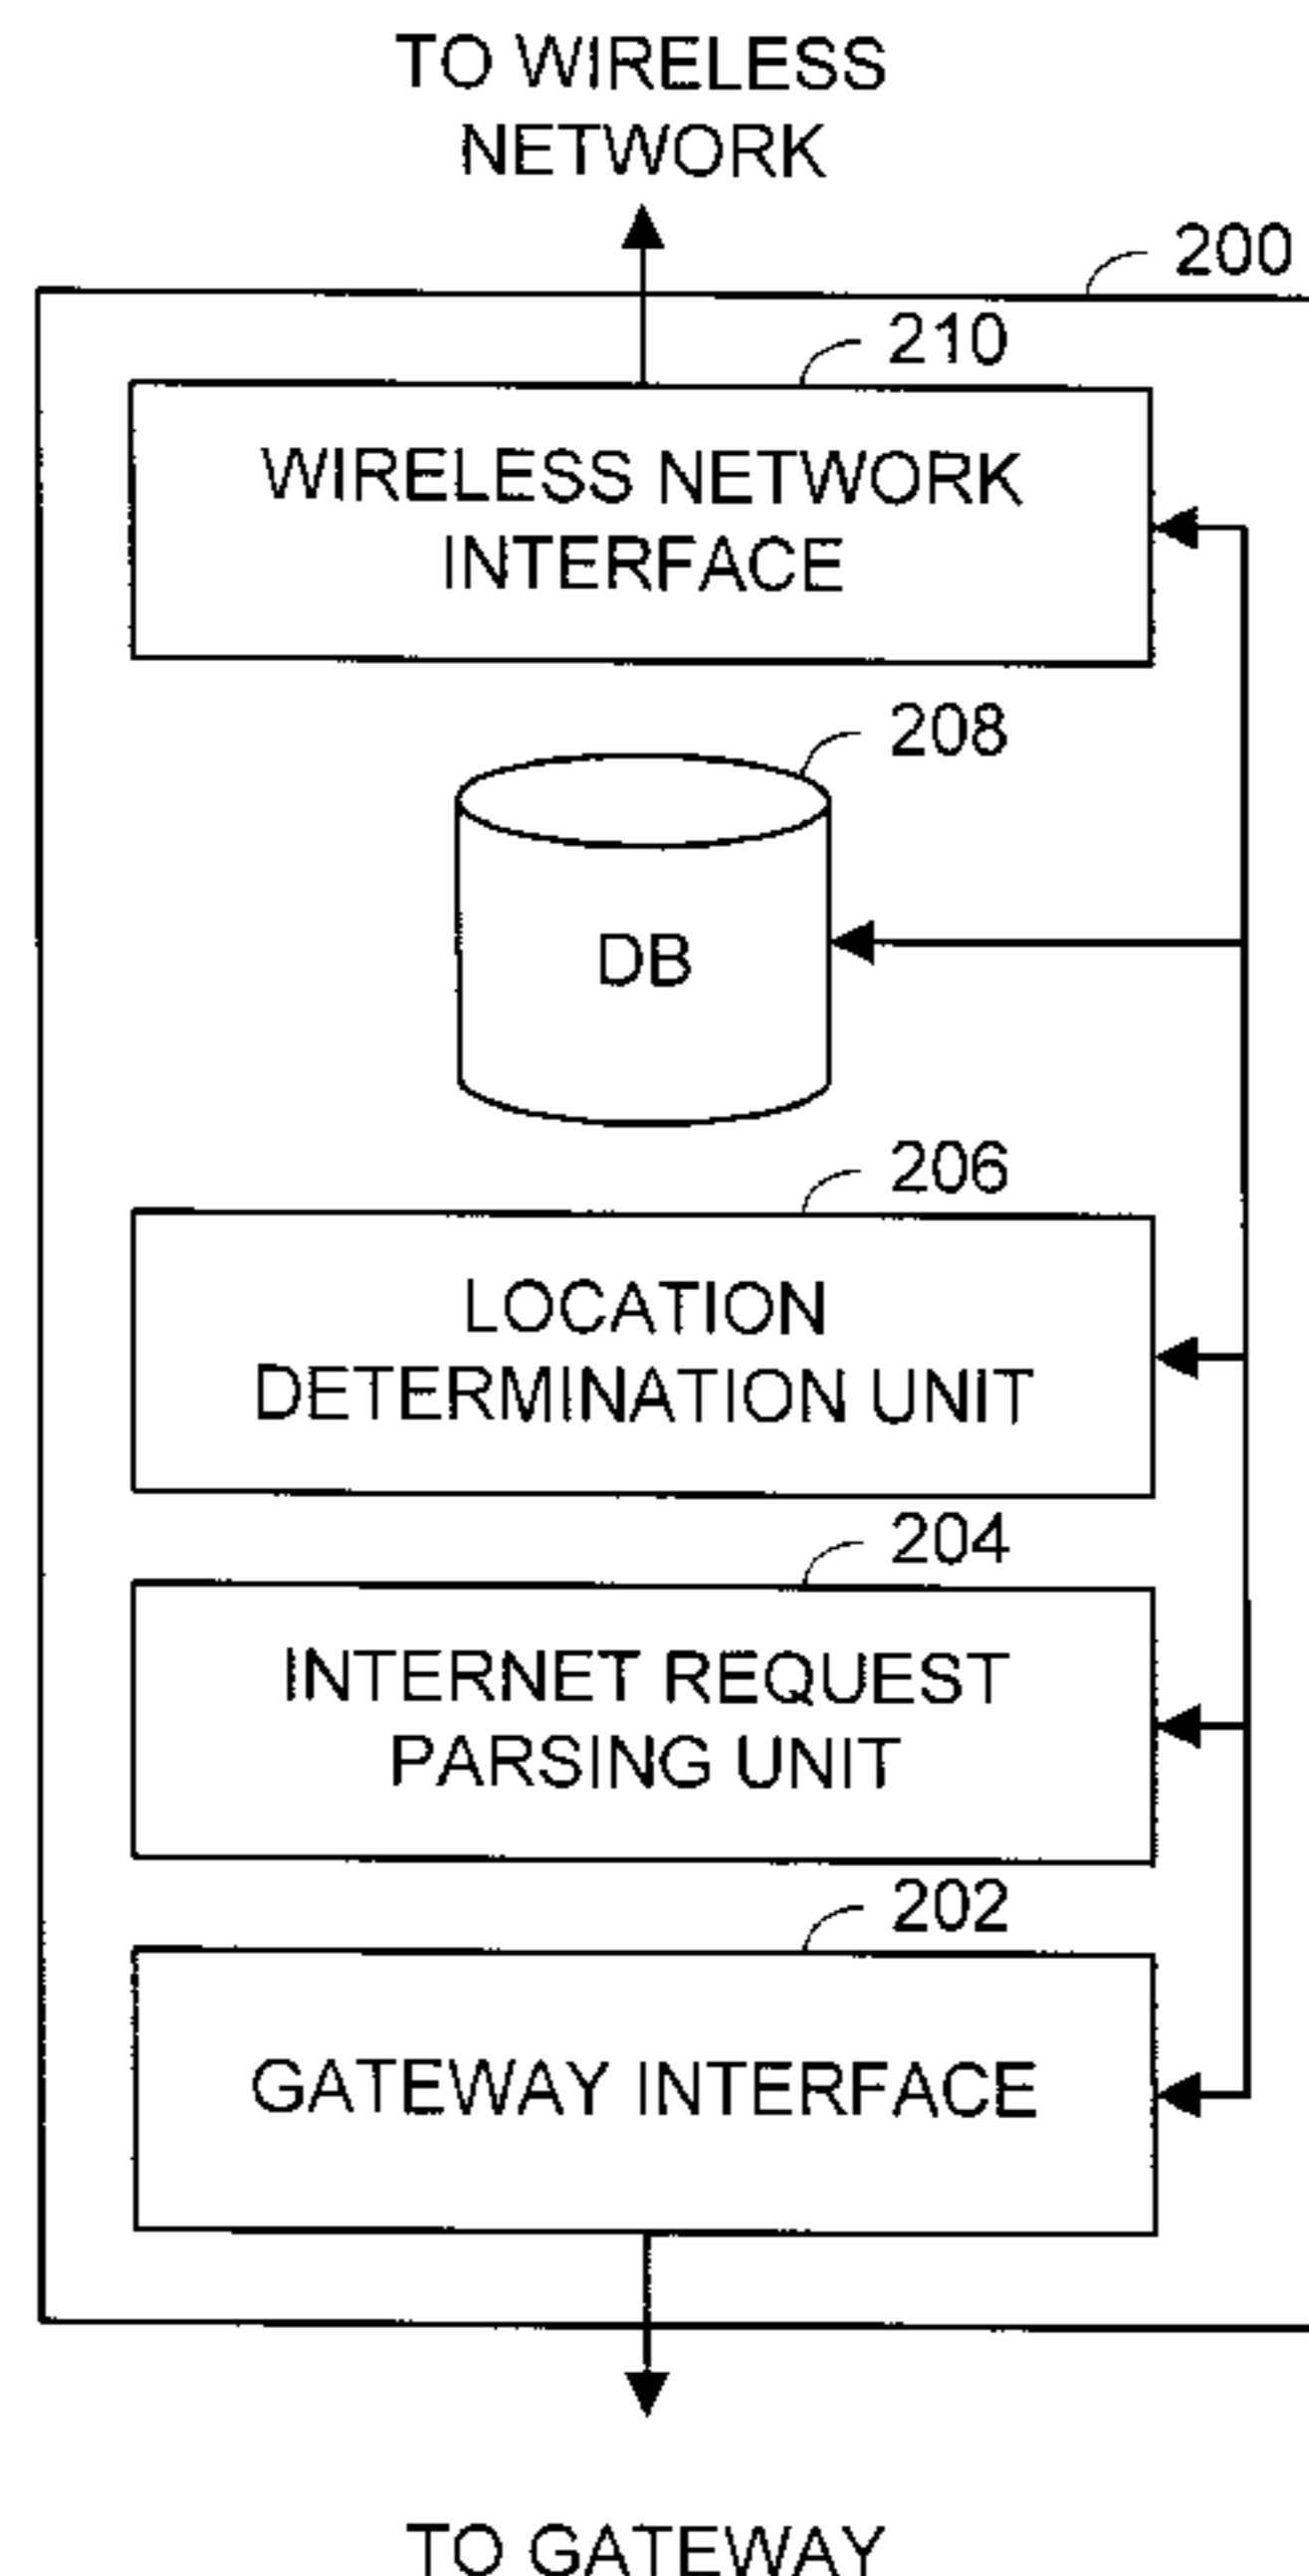 TO WIRELESS
NETWORK
200
210
WIRELESS NETWORK
INTERFACE
208
DB
206
LOCATION
DETERMINATION UNIT
204
INTERNET REQUEST
PARSING UNIT
202
GATEWAY INTERFACE
TO GATEWAY